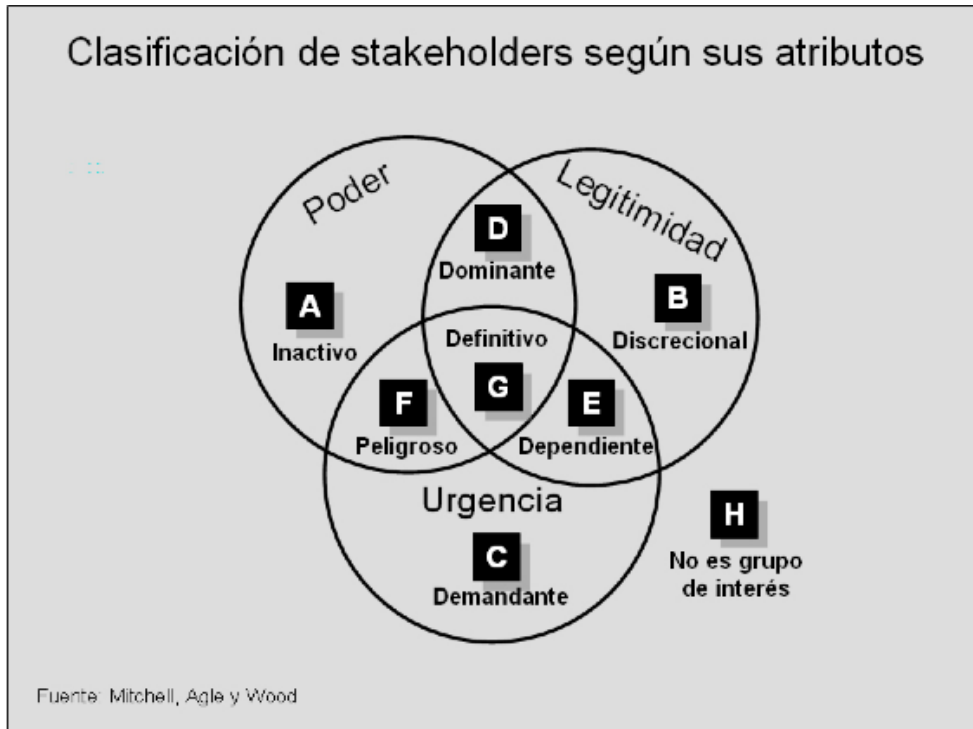 Clasificación de stakeholders según sus atributos
Poder
Legitimidad
D
Dominante
A
Inactivo
B
Discrecional
Definitivo
G
F
Peligroso
E
Dependiente
Urgencia
C
Demandante
H
No es grupo
de interés
Fuente: Mitchell, Agle y Wood